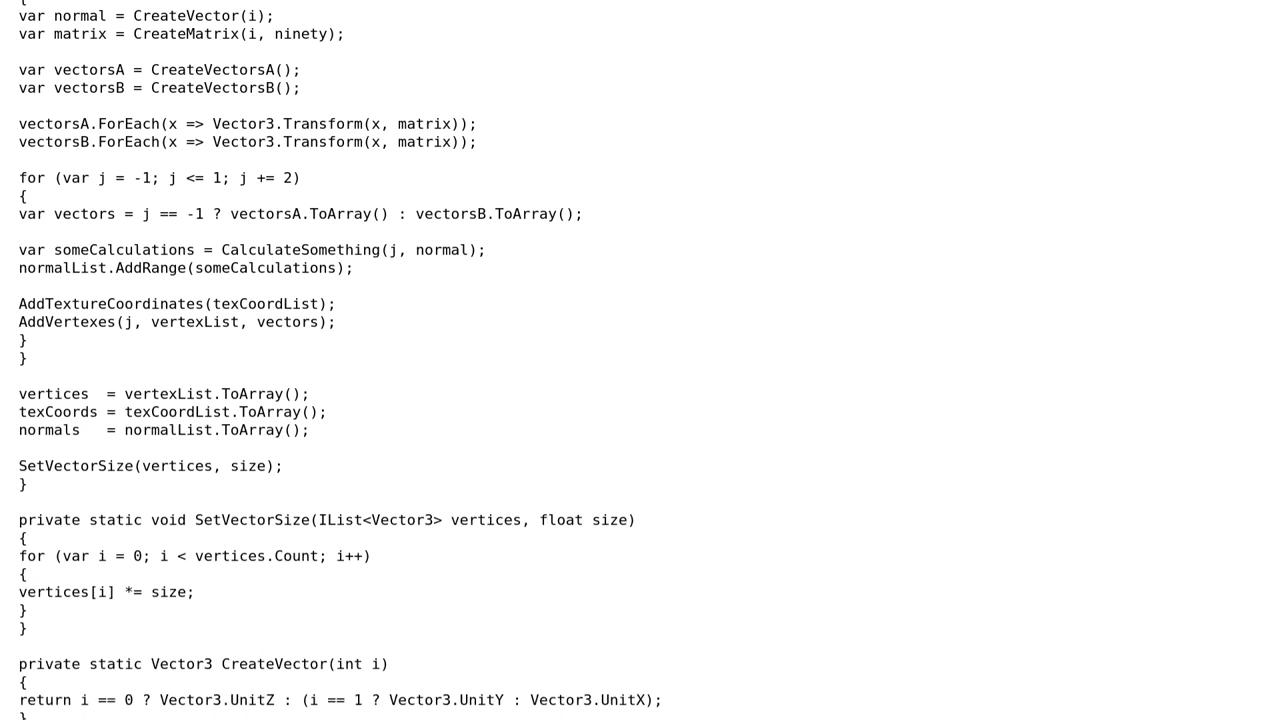 {
var normal = CreateVector(i);
var matrix = CreateMatrix(i, ninety);
var vectorsA = CreateVectorsA();
var vectorsB = CreateVectorsB();
vectorsA.ForEach(x => Vector3.Transform(x, matrix));
vectorsB.ForEach(x => Vector3.Transform(x, matrix));
for (var j = -1; j <= 1; j += 2)
{
var vectors = j == -1 ? vectorsA.ToArray() : vectorsB.ToArray();
var someCalculations = CalculateSomething(j, normal);
normalList.AddRange(someCalculations);
AddTextureCoordinates(texCoordList);
AddVertexes(j, vertexList, vectors);
}
}
vertices  = vertexList.ToArray();
texCoords = texCoordList.ToArray();
normals   = normalList.ToArray();
SetVectorSize(vertices, size);
}
private static void SetVectorSize(IList<Vector3> vertices, float size)
{
for (var i = 0; i < vertices.Count; i++)
{
vertices[i] *= size;
}
}
private static Vector3 CreateVector(int i)
{
return i == 0 ? Vector3.UnitZ : (i == 1 ? Vector3.UnitY : Vector3.UnitX);
}